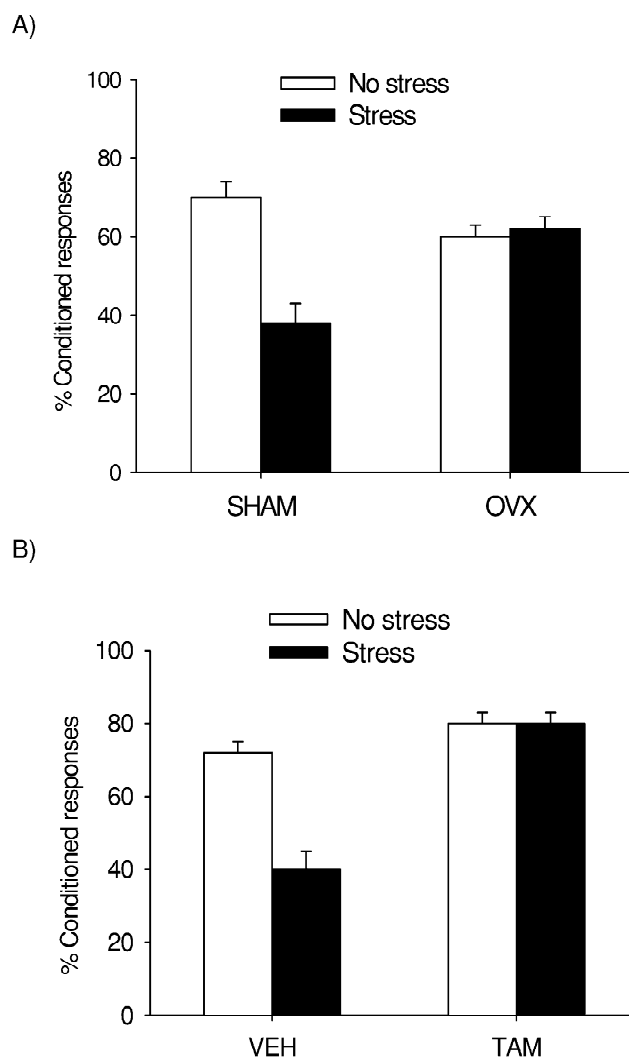 A)
No stress
Stress
100
80
60
40
20
0
% Conditioned responses
SHAM OVX
B)
No stress
Stress
100
80
60
40
20
0
% Conditioned responses
VEH TAM